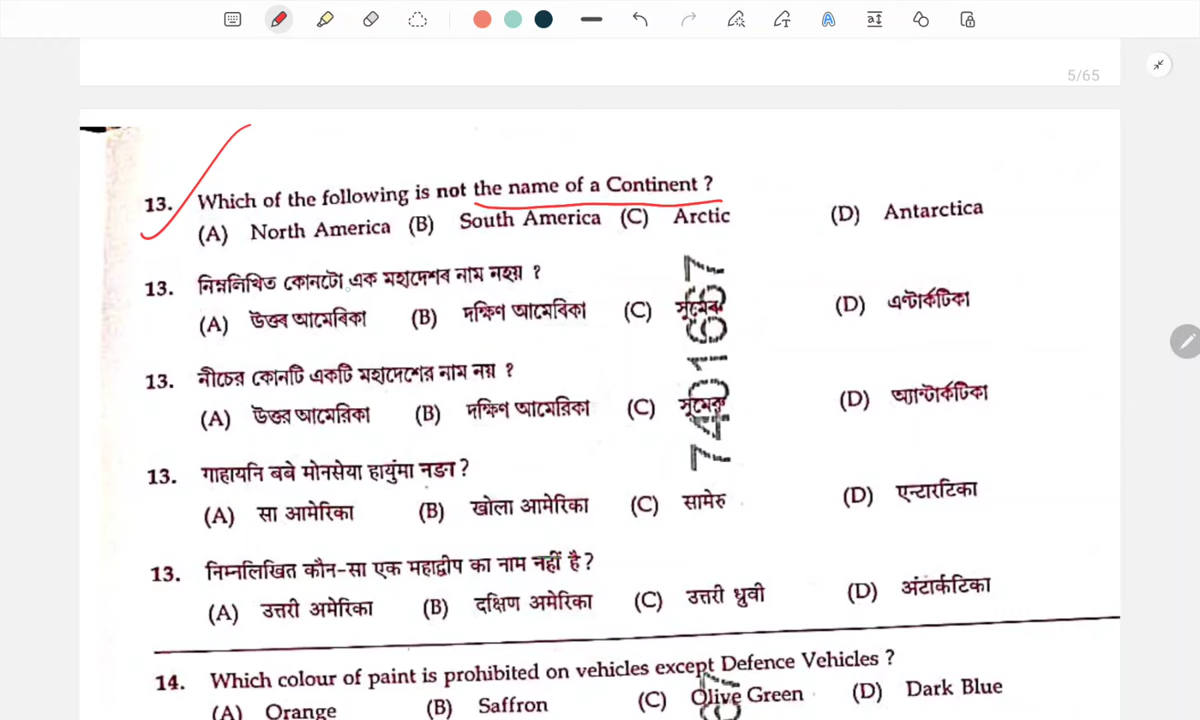 5/65
13. Which of the following is not the name of a Continent ?
(A) North America (B) South America (C) Arctic (D) Antarctica
13. নিম্নলিখিত কোনটো এক মহাদেশৰ নাম নহয় ?
(A) উত্তৰ আমেৰিকা (B) দক্ষিণ আমেৰিকা (C) সুমেৰু (D) এণ্টাৰ্কটিকা
13. নীচের কোনটি একটি মহাদেশের নাম নয় ?
(A) উত্তর আমেরিকা (B) দক্ষিণ আমেরিকা (C) সুমেরু (D) অ্যান্টার্কটিকা
13. गाहायनि बबे मोनसेया हायुंमा नङा ?
(A) सा आमेरिका (B) खोला आमेरिका (C) सामेरु (D) एन्टारटिका
13. निम्नलिखित कौन-सा एक महाद्वीप का नाम नहीं है ?
(A) उत्तरी अमेरिका (B) दक्षिण अमेरिका (C) उत्तरी ध्रुवी (D) अंटार्कटिका
7401667
14. Which colour of paint is prohibited on vehicles except Defence Vehicles ?
(A) Orange (B) Saffron (C) Olive Green (D) Dark Blue